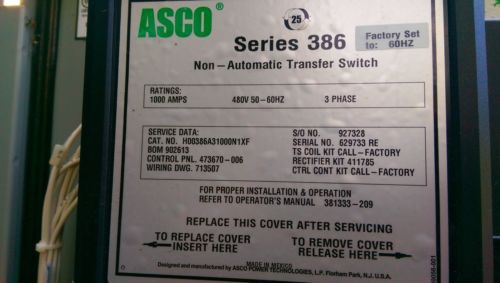 25
ASCO®
Series 386
Factory Set
to: 60HZ
Non-Automatic Transfer Switch
RATINGS:
1000 AMPS 480V 50-60HZ 3 PHASE
SERVICE DATA:
CAT. NO. H00386A31000N1XF
BOM 902613
CONTROL PNL. 473670-006
WIRING DWG. 713507
S/O NO. 927328
SERIAL NO. 629733 RE
TS COIL KIT CALL-FACTORY
RECTIFIER KIT 411785
CTRL CONT KIT CALL-FACTORY
FOR PROPER INSTALLATION & OPERATION
REFER TO OPERATOR'S MANUAL 381333-209
REPLACE THIS COVER AFTER SERVICING
TO REPLACE COVER
INSERT HERE
TO REMOVE COVER
RELEASE HERE
MADE IN MEXICO
Designed and manufactured by ASCO POWER TECHNOLOGIES, L.P. Florham Park, N.J. U.S.A.